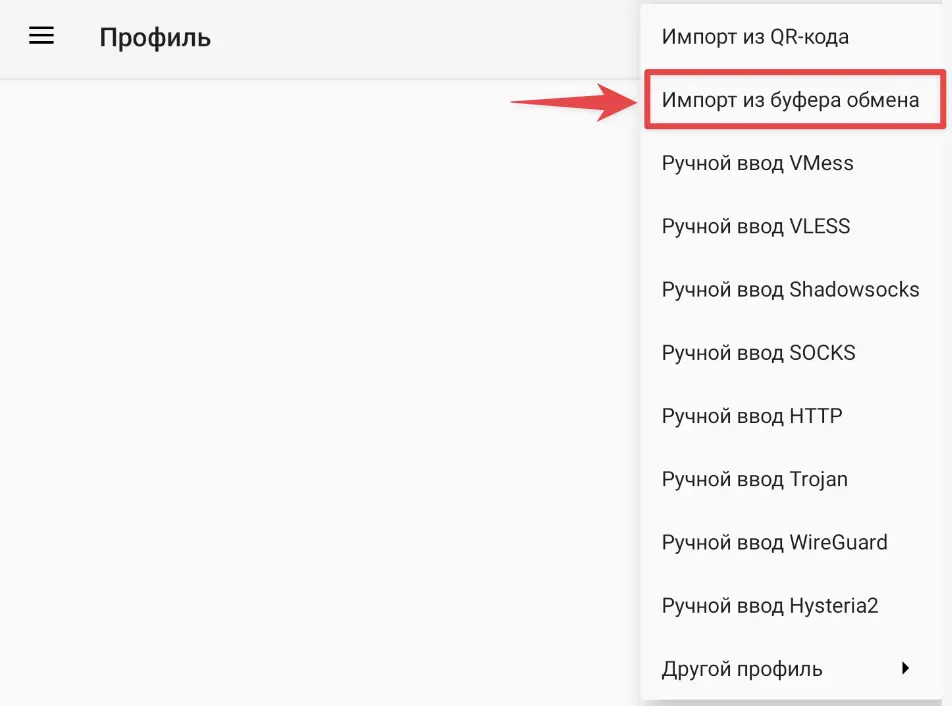 Профиль
Импорт из QR-кода
Импорт из буфера обмена
Ручной ввод VMess
Ручной ввод VLESS
Ручной ввод Shadowsocks
Ручной ввод SOCKS
Ручной ввод HTTP
Ручной ввод Trojan
Ручной ввод WireGuard
Ручной ввод Hysteria2
Другой профиль